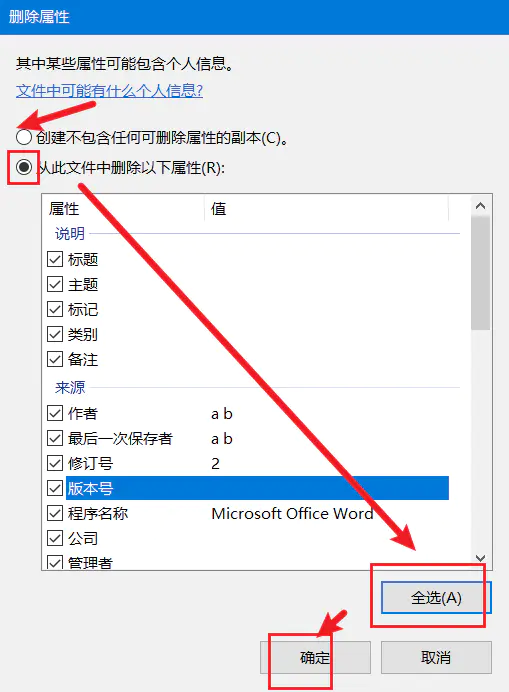 删除属性
其中某些属性可能包含个人信息。
文件中可能有什么个人信息?
创建不包含任何可删除属性的副本(C)。
从此文件中删除以下属性(R):
属性 值
说明
标题
主题
标记
类别
备注
来源
作者 a b
最后一次保存者 a b
修订号 2
版本号
程序名称 Microsoft Office Word
公司
管理者
全选(A)
确定 取消